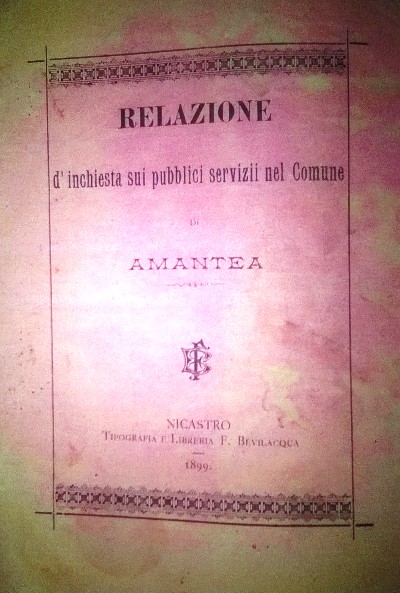 RELAZIONE
d'inchiesta sui pubblici servizii nel Comune
DI
AMANTEA
NICASTRO
TIPOGRAFIA E LIBRERIA F. BEVILACQUA
1899.